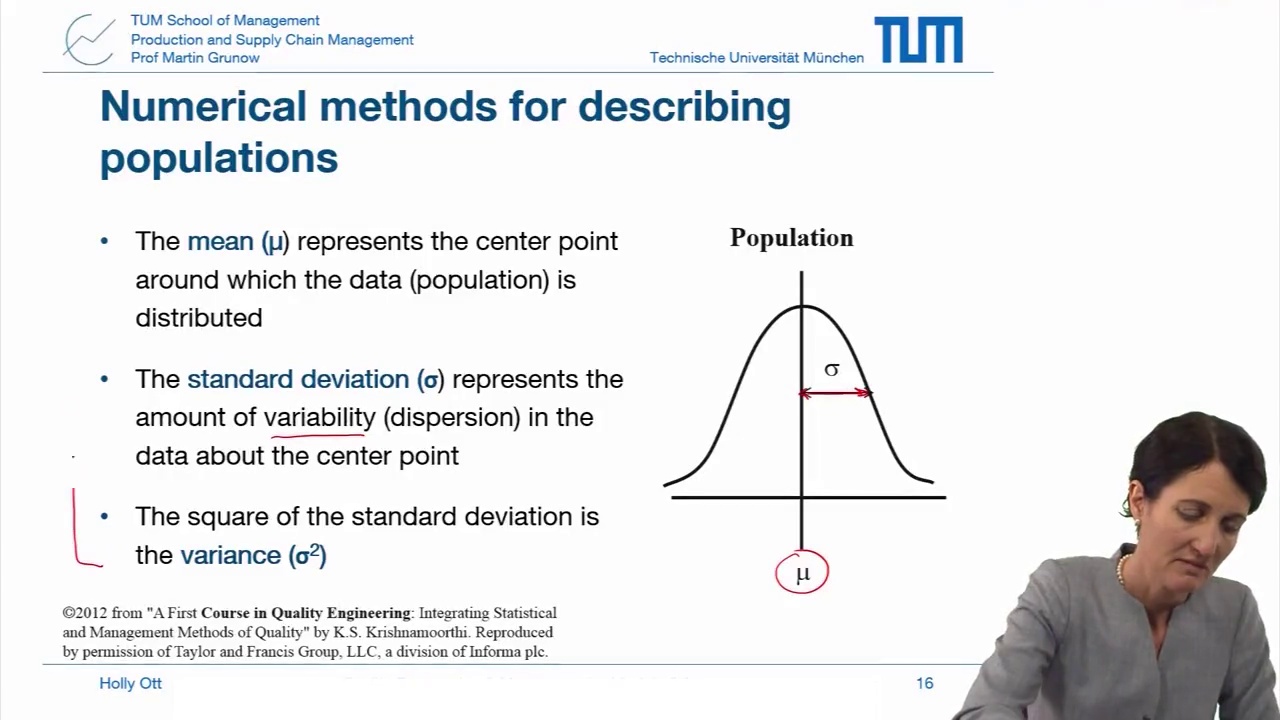 TUM School of Management
Production and Supply Chain Management
Prof Martin Grunow
Technische Universität München
TUM
Numerical methods for describing
populations
• The mean (µ) represents the center point
around which the data (population) is
distributed
• The standard deviation (σ) represents the
amount of variability (dispersion) in the
data about the center point
• The square of the standard deviation is
the variance (σ²)
Population
σ
µ
©2012 from "A First Course in Quality Engineering: Integrating Statistical
and Management Methods of Quality" by K.S. Krishnamoorthi. Reproduced
by permission of Taylor and Francis Group, LLC, a division of Informa plc.
Holly Ott
16